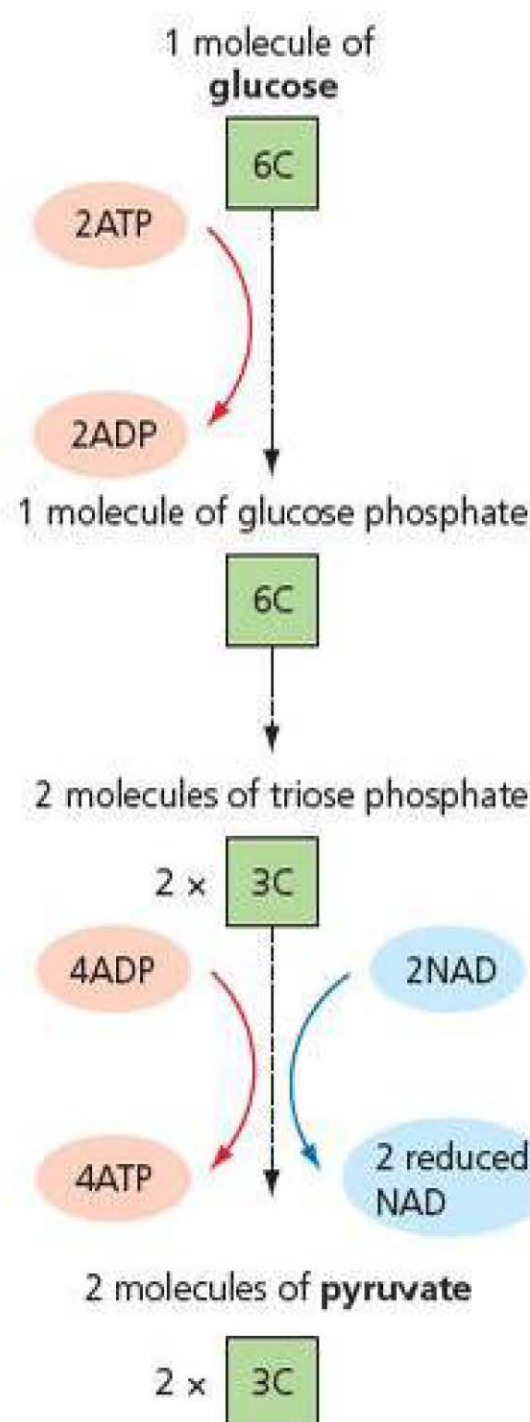 1 molecule of
glucose
6C
2ATP
2ADP
1 molecule of glucose phosphate
6C
2 molecules of triose phosphate
2 × 3C
4ADP
2NAD
4ATP
2 reduced
NAD
2 molecules of pyruvate
2 × 3C